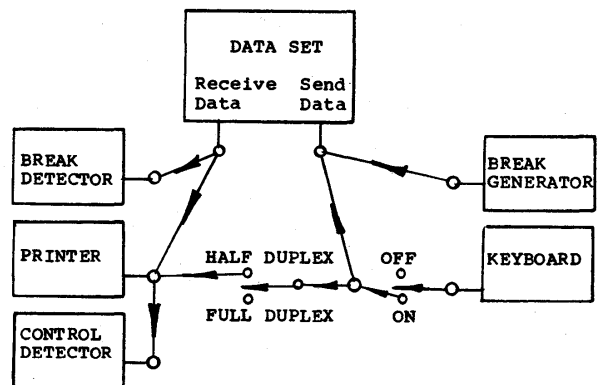 DATA SET
Receive Send
Data Data
BREAK
DETECTOR
BREAK
GENERATOR
PRINTER
HALF DUPLEX
OFF
KEYBOARD
FULL DUPLEX
ON
CONTROL
DETECTOR